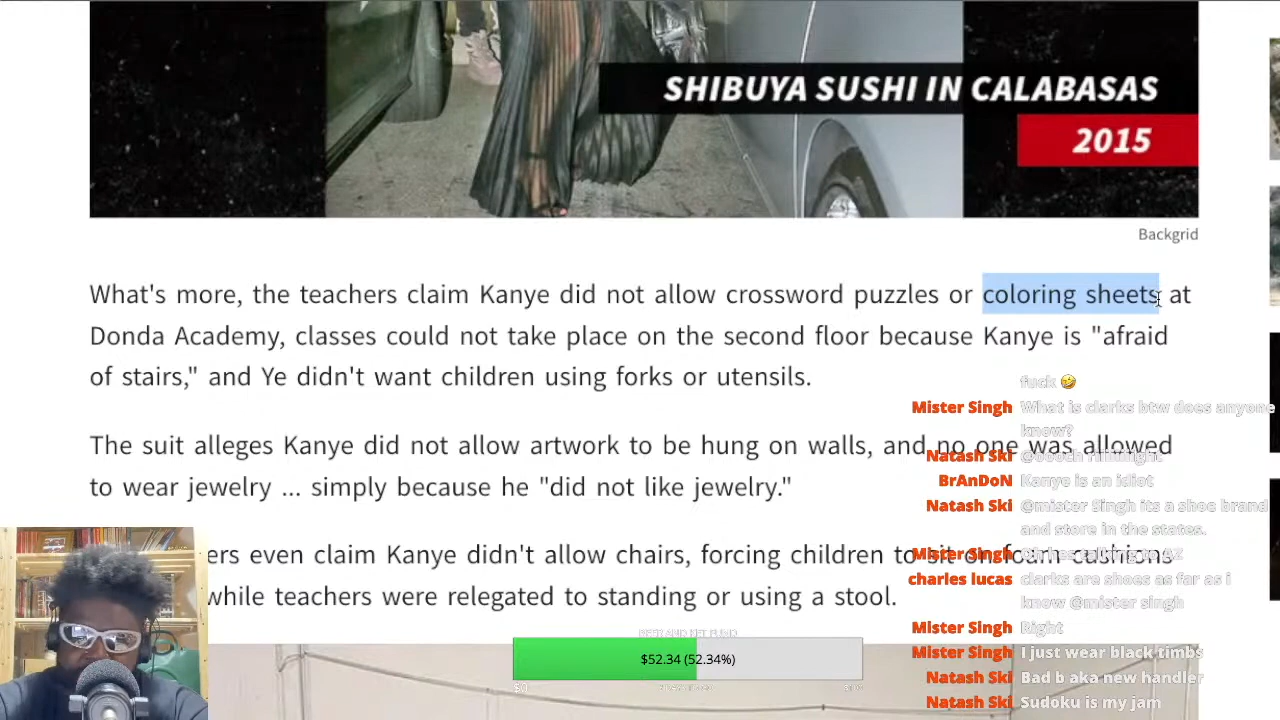 SHIBUYA SUSHI IN CALABASAS
2015
Backgrid
What's more, the teachers claim Kanye did not allow crossword puzzles or coloring sheets at
Donda Academy, classes could not take place on the second floor because Kanye is "afraid
of stairs," and Ye didn't want children using forks or utensils.
The suit alleges Kanye did not allow artwork to be hung on walls, and no one was allowed
to wear jewelry ... simply because he "did not like jewelry."
ers even claim Kanye didn't allow chairs, forcing children to sit on foam cushions
while teachers were relegated to standing or using a stool.
fuck 🤣
Mister Singh What is clarks btw does anyone
know?
Natash Ski
BrAnDoN Kanye is an idiot
Natash Ski @mister Singh its a shoe brand
and store in the states.
Mister Singh
charles lucas clarks are shoes as far as i
know @mister singh
Mister Singh Right
Mister Singh I just wear black timbs
Natash Ski Bad b aka new handler
Natash Ski Sudoku is my jam
$52.34 (52.34%)
$0